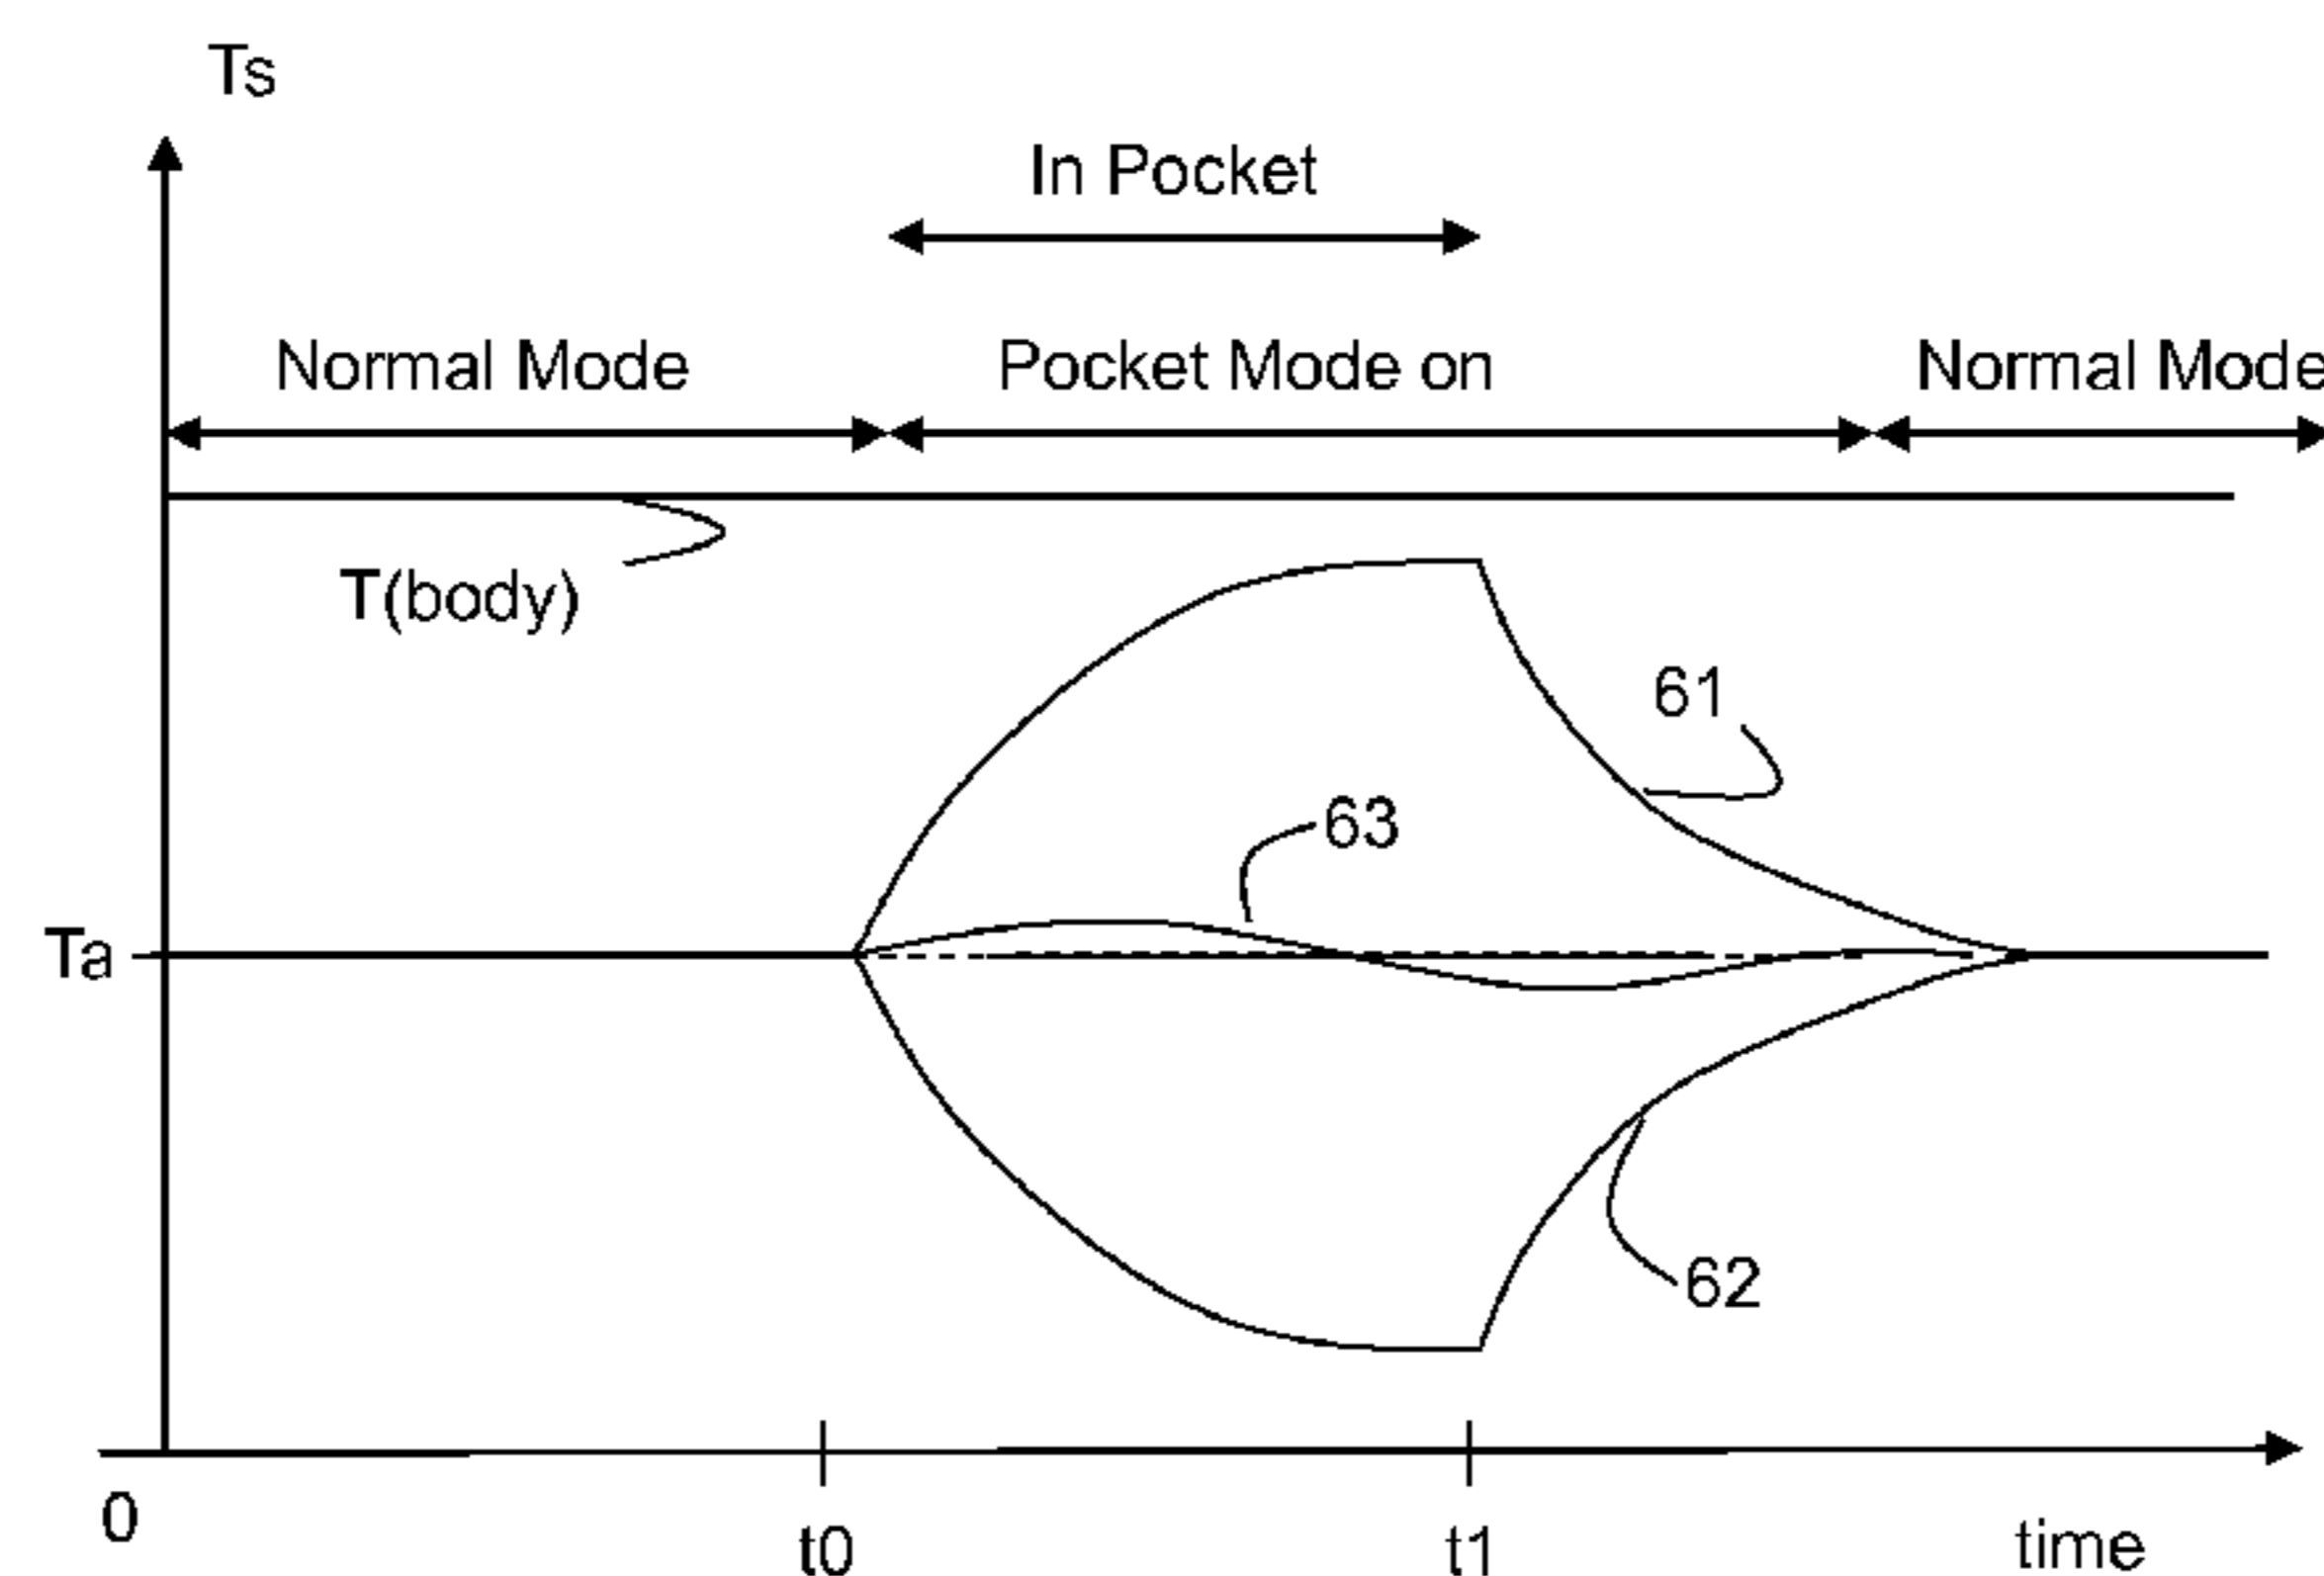 Ts
In Pocket
Normal Mode
Pocket Mode on
Normal Mode
T(body)
61
63
Ta
62
0
t0
t1
time